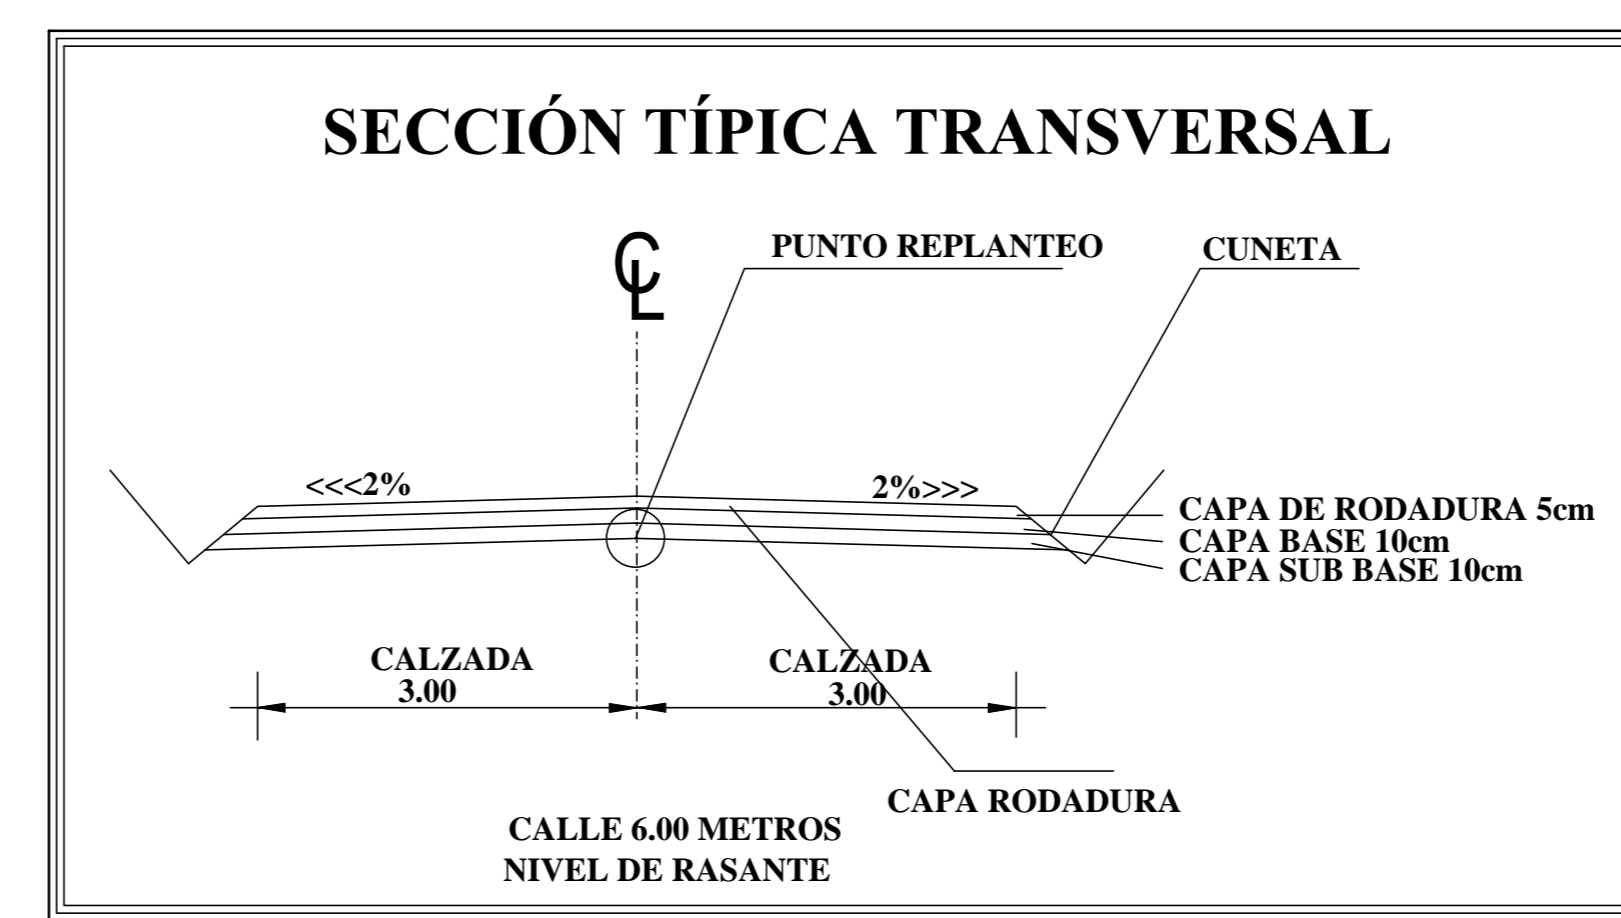 SECCIÓN TÍPICA TRANSVERSAL
CL
PUNTO REPLANTEO
CUNETA
<<<2%
2%>>>
CAPA DE RODADURA 5cm
CAPA BASE 10cm
CAPA SUB BASE 10cm
CALZADA
3.00
CALZADA
3.00
CAPA RODADURA
CALLE 6.00 METROS
NIVEL DE RASANTE